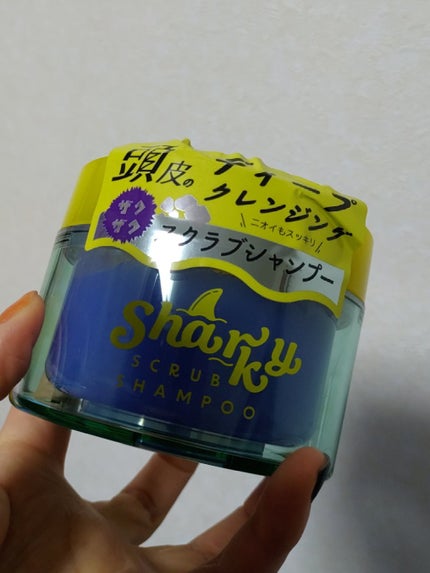 頭皮の
ディープ
クレンジング
ザク
ザク
\\ニオイもスッキリ//
スクラブシャンプー
Sharky
SCRUB
SHAMPOO